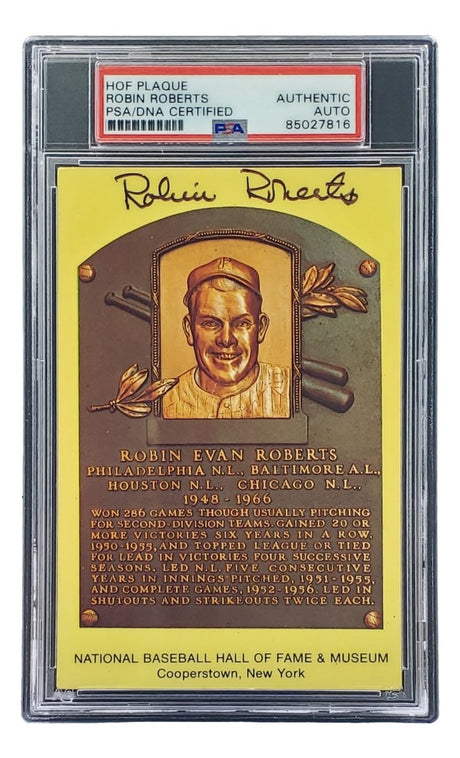 HOF PLAQUE
ROBIN ROBERTS
PSA/DNA CERTIFIED
AUTHENTIC
AUTO
85027816
PSA
Robin Roberts
ROBIN EVAN ROBERTS
PHILADELPHIA N.L., BALTIMORE A.L.,
HOUSTON N.L., CHICAGO N.L.,
1948-1966
WON 286 GAMES THOUGH USUALLY PITCHING
FOR SECOND-DIVISION TEAMS. GAINED 20 OR
MORE VICTORIES SIX YEARS IN A ROW,
1950-1955, AND TOPPED LEAGUE OR TIED
FOR LEAD IN VICTORIES FOUR SUCCESSIVE
SEASONS. LED N.L. FIVE CONSECUTIVE
YEARS IN INNINGS PITCHED, 1951-1955,
AND COMPLETE GAMES, 1952-1956. LED IN
SHUTOUTS AND STRIKEOUTS TWICE EACH.
NATIONAL BASEBALL HALL OF FAME & MUSEUM
Cooperstown, New York